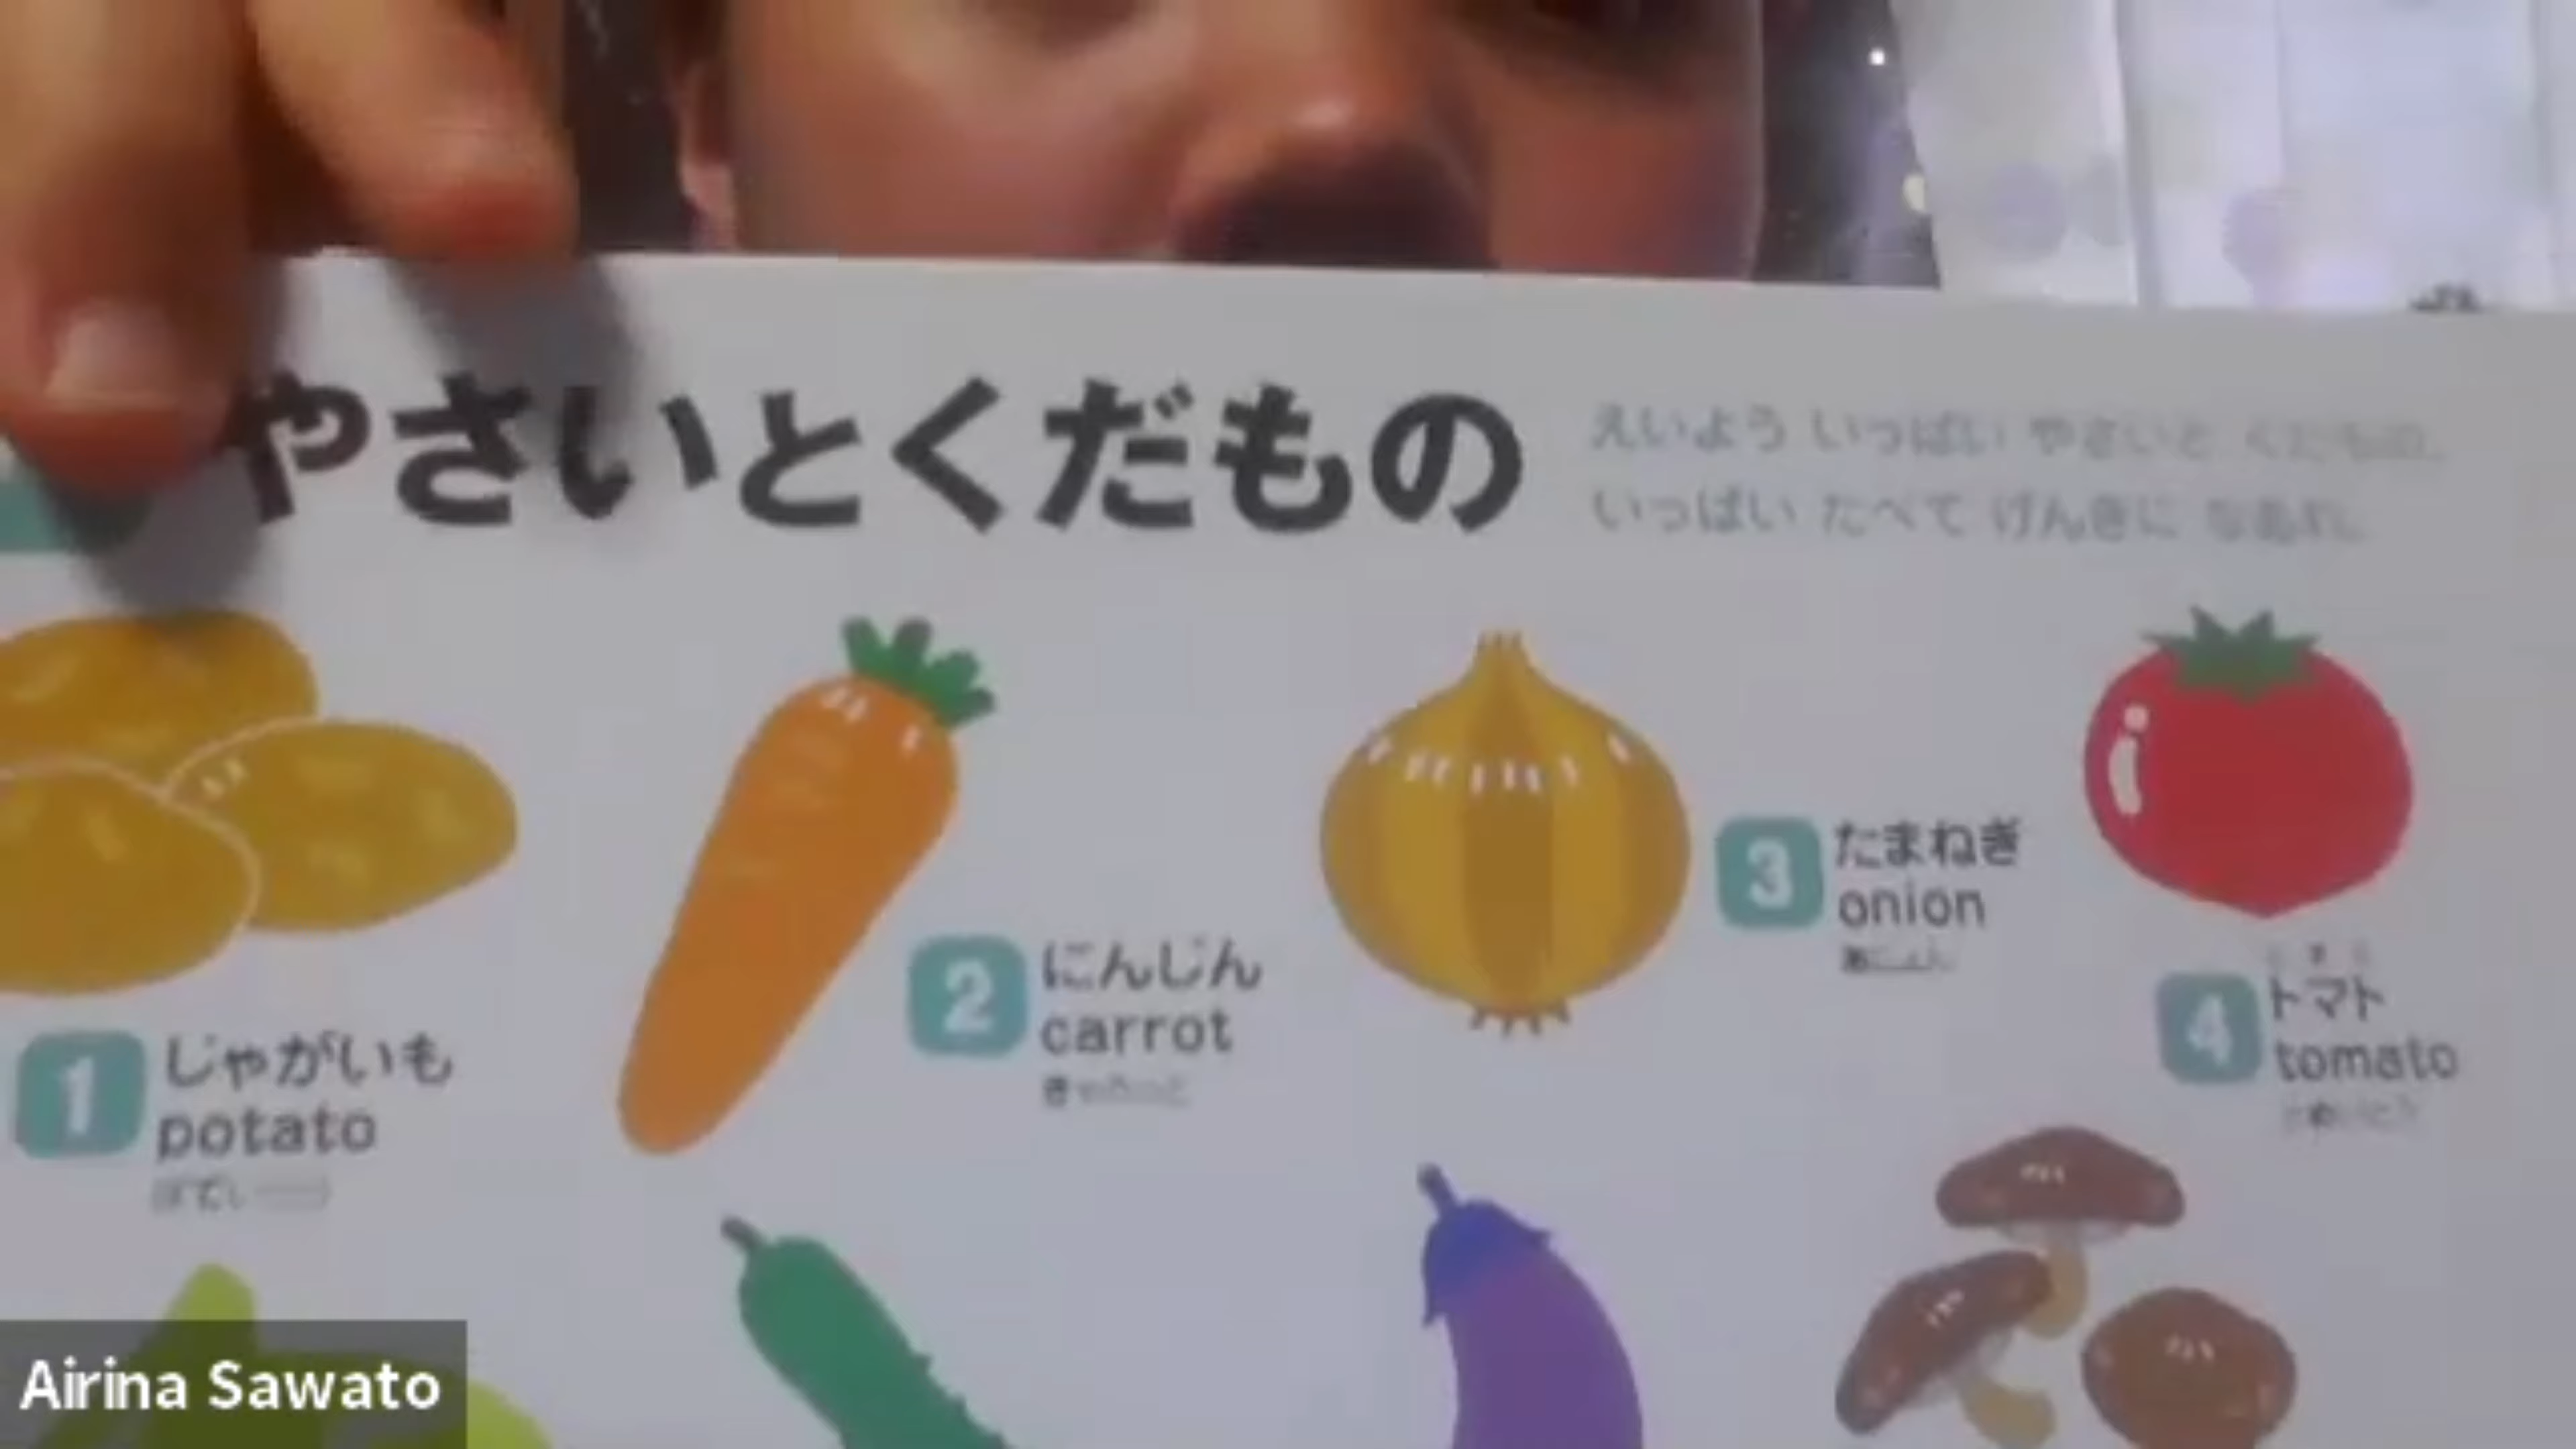 やさいとくだもの
えいよう いっぱい やさいと くだもの。
いっぱい たべて げんきに なあれ。
1
じゃがいも
potato
2
にんじん
carrot
3
たまねぎ
onion
4
トマト
tomato
Airina Sawato